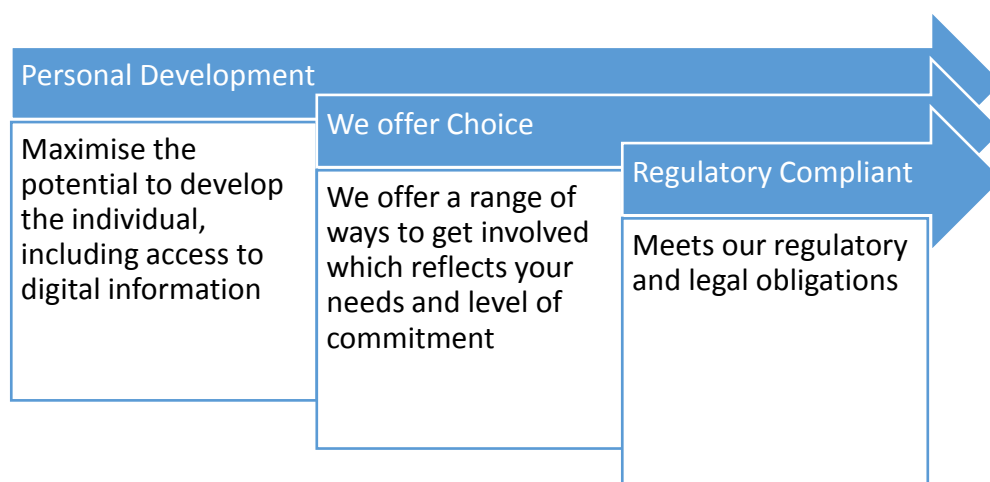 Personal Development
Maximise the
potential to develop
the individual,
including access to
digital information
We offer Choice
We offer a range of
ways to get involved
which reflects your
needs and level of
commitment
Regulatory Compliant
Meets our regulatory
and legal obligations